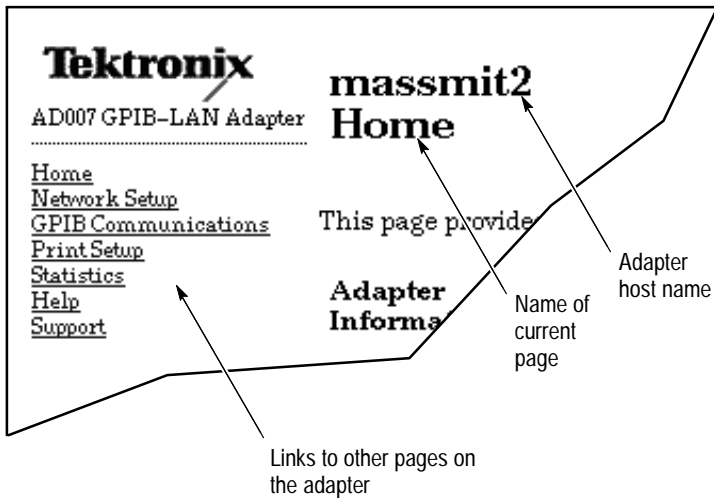 Tektronix
AD007 GPIB–LAN Adapter
Home
Network Setup
GPIB Communications
Print Setup
Statistics
Help
Support
massmit2
Home
This page provide
Adapter
Informa
Adapter
host name
Name of
current
page
Links to other pages on
the adapter